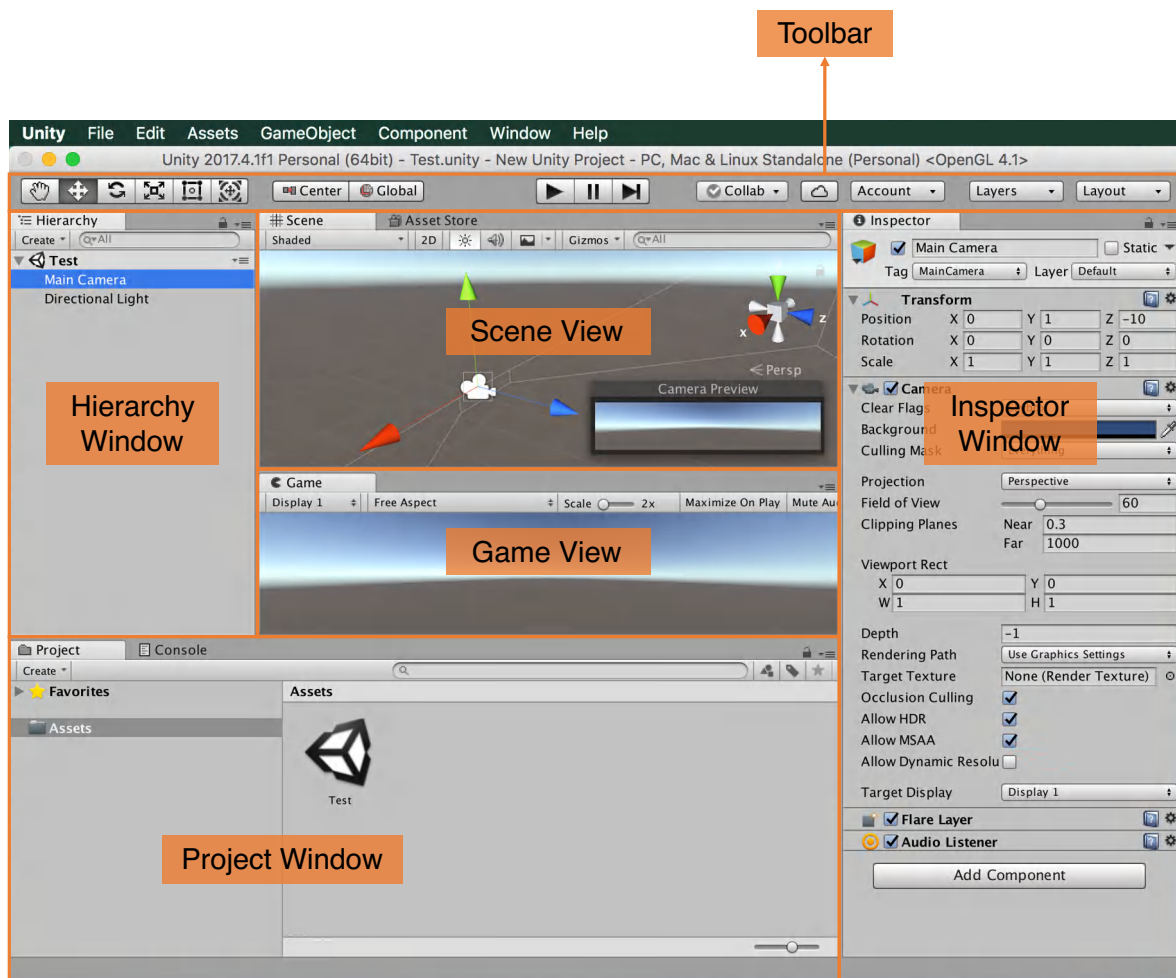 Toolbar
Unity File Edit Assets GameObject Component Window Help
Unity 2017.4.1f1 Personal (64bit) - Test.unity - New Unity Project - PC, Mac & Linux Standalone (Personal) <OpenGL 4.1>
Center Global Collab Account Layers Layout
Hierarchy
Create All
Test
Main Camera
Directional Light
Hierarchy
Window
Scene Asset Store
Shaded 2D Gizmos All
Scene View
x z
Persp
Camera Preview
Game
Display 1 Free Aspect Scale 2x Maximize On Play Mute Au
Game View
Inspector
Main Camera Static
Tag MainCamera Layer Default
Transform
Position X 0 Y 1 Z -10
Rotation X 0 Y 0 Z 0
Scale X 1 Y 1 Z 1
Camera
Clear Flags
Background
Culling Mask Everything
Inspector
Window
Projection Perspective
Field of View 60
Clipping Planes Near 0.3
Far 1000
Viewport Rect
X 0 Y 0
W 1 H 1
Depth -1
Rendering Path Use Graphics Settings
Target Texture None (Render Texture)
Occlusion Culling
Allow HDR
Allow MSAA
Allow Dynamic Resolu
Target Display Display 1
Flare Layer
Audio Listener
Add Component
Project Console
Create
Favorites
Assets
Assets
Test
Project Window